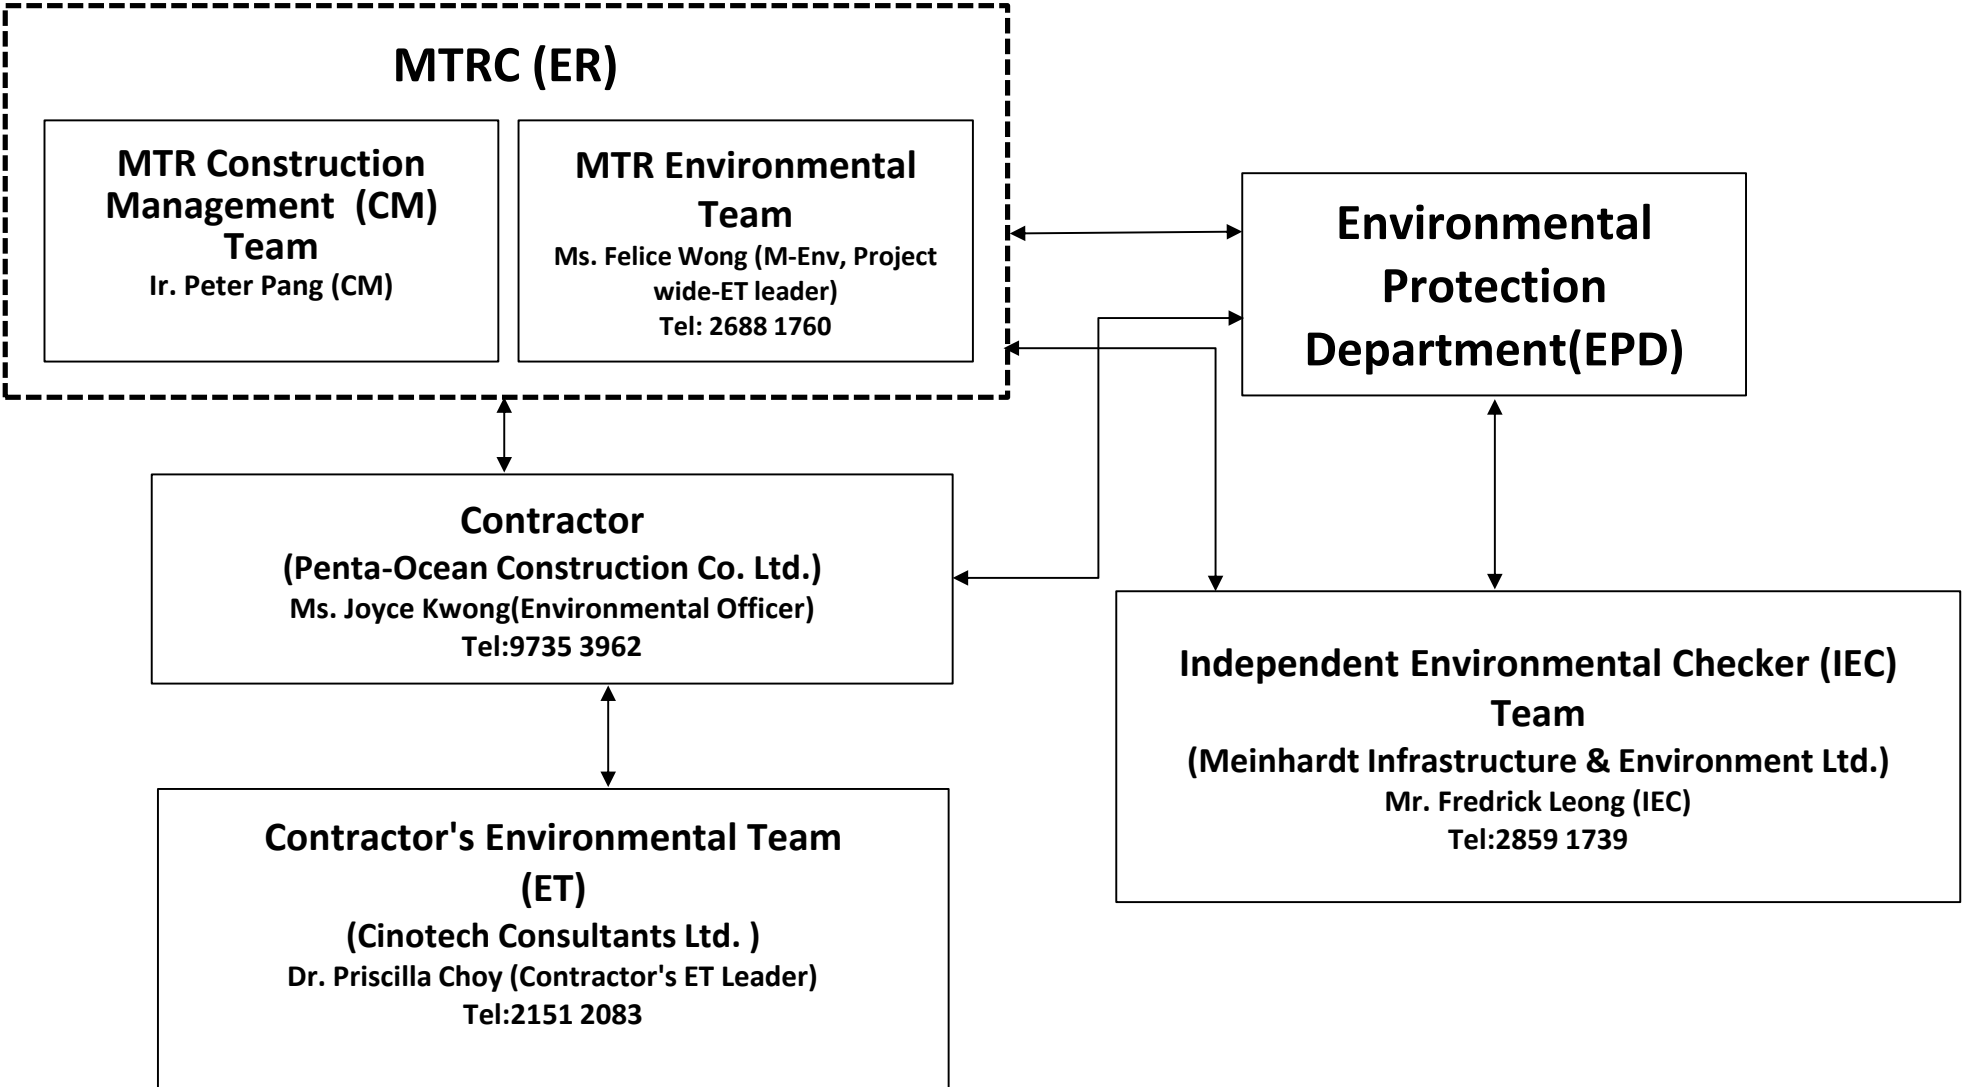 MTRC (ER)
MTR Construction
Management  (CM)
Team
Ir. Peter Pang (CM)
MTR Environmental
Team
Ms. Felice Wong (M-Env, Project
wide-ET leader)
Tel: 2688 1760
Environmental
Protection
Department(EPD)
Contractor
(Penta-Ocean Construction Co. Ltd.)
Ms. Joyce Kwong(Environmental Officer)
Tel:9735 3962
Independent Environmental Checker (IEC)
Team
(Meinhardt Infrastructure & Environment Ltd.)
Mr. Fredrick Leong (IEC)
Tel:2859 1739
Contractor's Environmental Team
(ET)
(Cinotech Consultants Ltd. )
Dr. Priscilla Choy (Contractor's ET Leader)
Tel:2151 2083